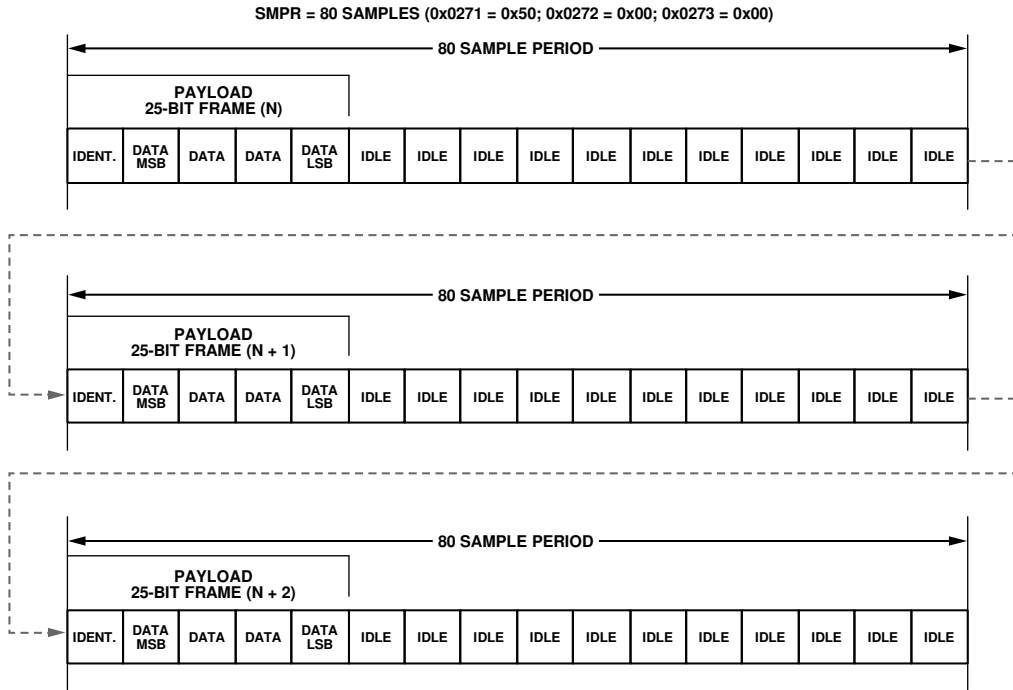 SMPR = 80 SAMPLES (0x0271 = 0x50; 0x0272 = 0x00; 0x0273 = 0x00)
80 SAMPLE PERIOD
PAYLOAD
25-BIT FRAME (N)
IDENT. DATA MSB DATA DATA DATA LSB IDLE IDLE IDLE IDLE IDLE IDLE IDLE IDLE IDLE IDLE IDLE
80 SAMPLE PERIOD
PAYLOAD
25-BIT FRAME (N + 1)
IDENT. DATA MSB DATA DATA DATA LSB IDLE IDLE IDLE IDLE IDLE IDLE IDLE IDLE IDLE IDLE IDLE
80 SAMPLE PERIOD
PAYLOAD
25-BIT FRAME (N + 2)
IDENT. DATA MSB DATA DATA DATA LSB IDLE IDLE IDLE IDLE IDLE IDLE IDLE IDLE IDLE IDLE IDLE